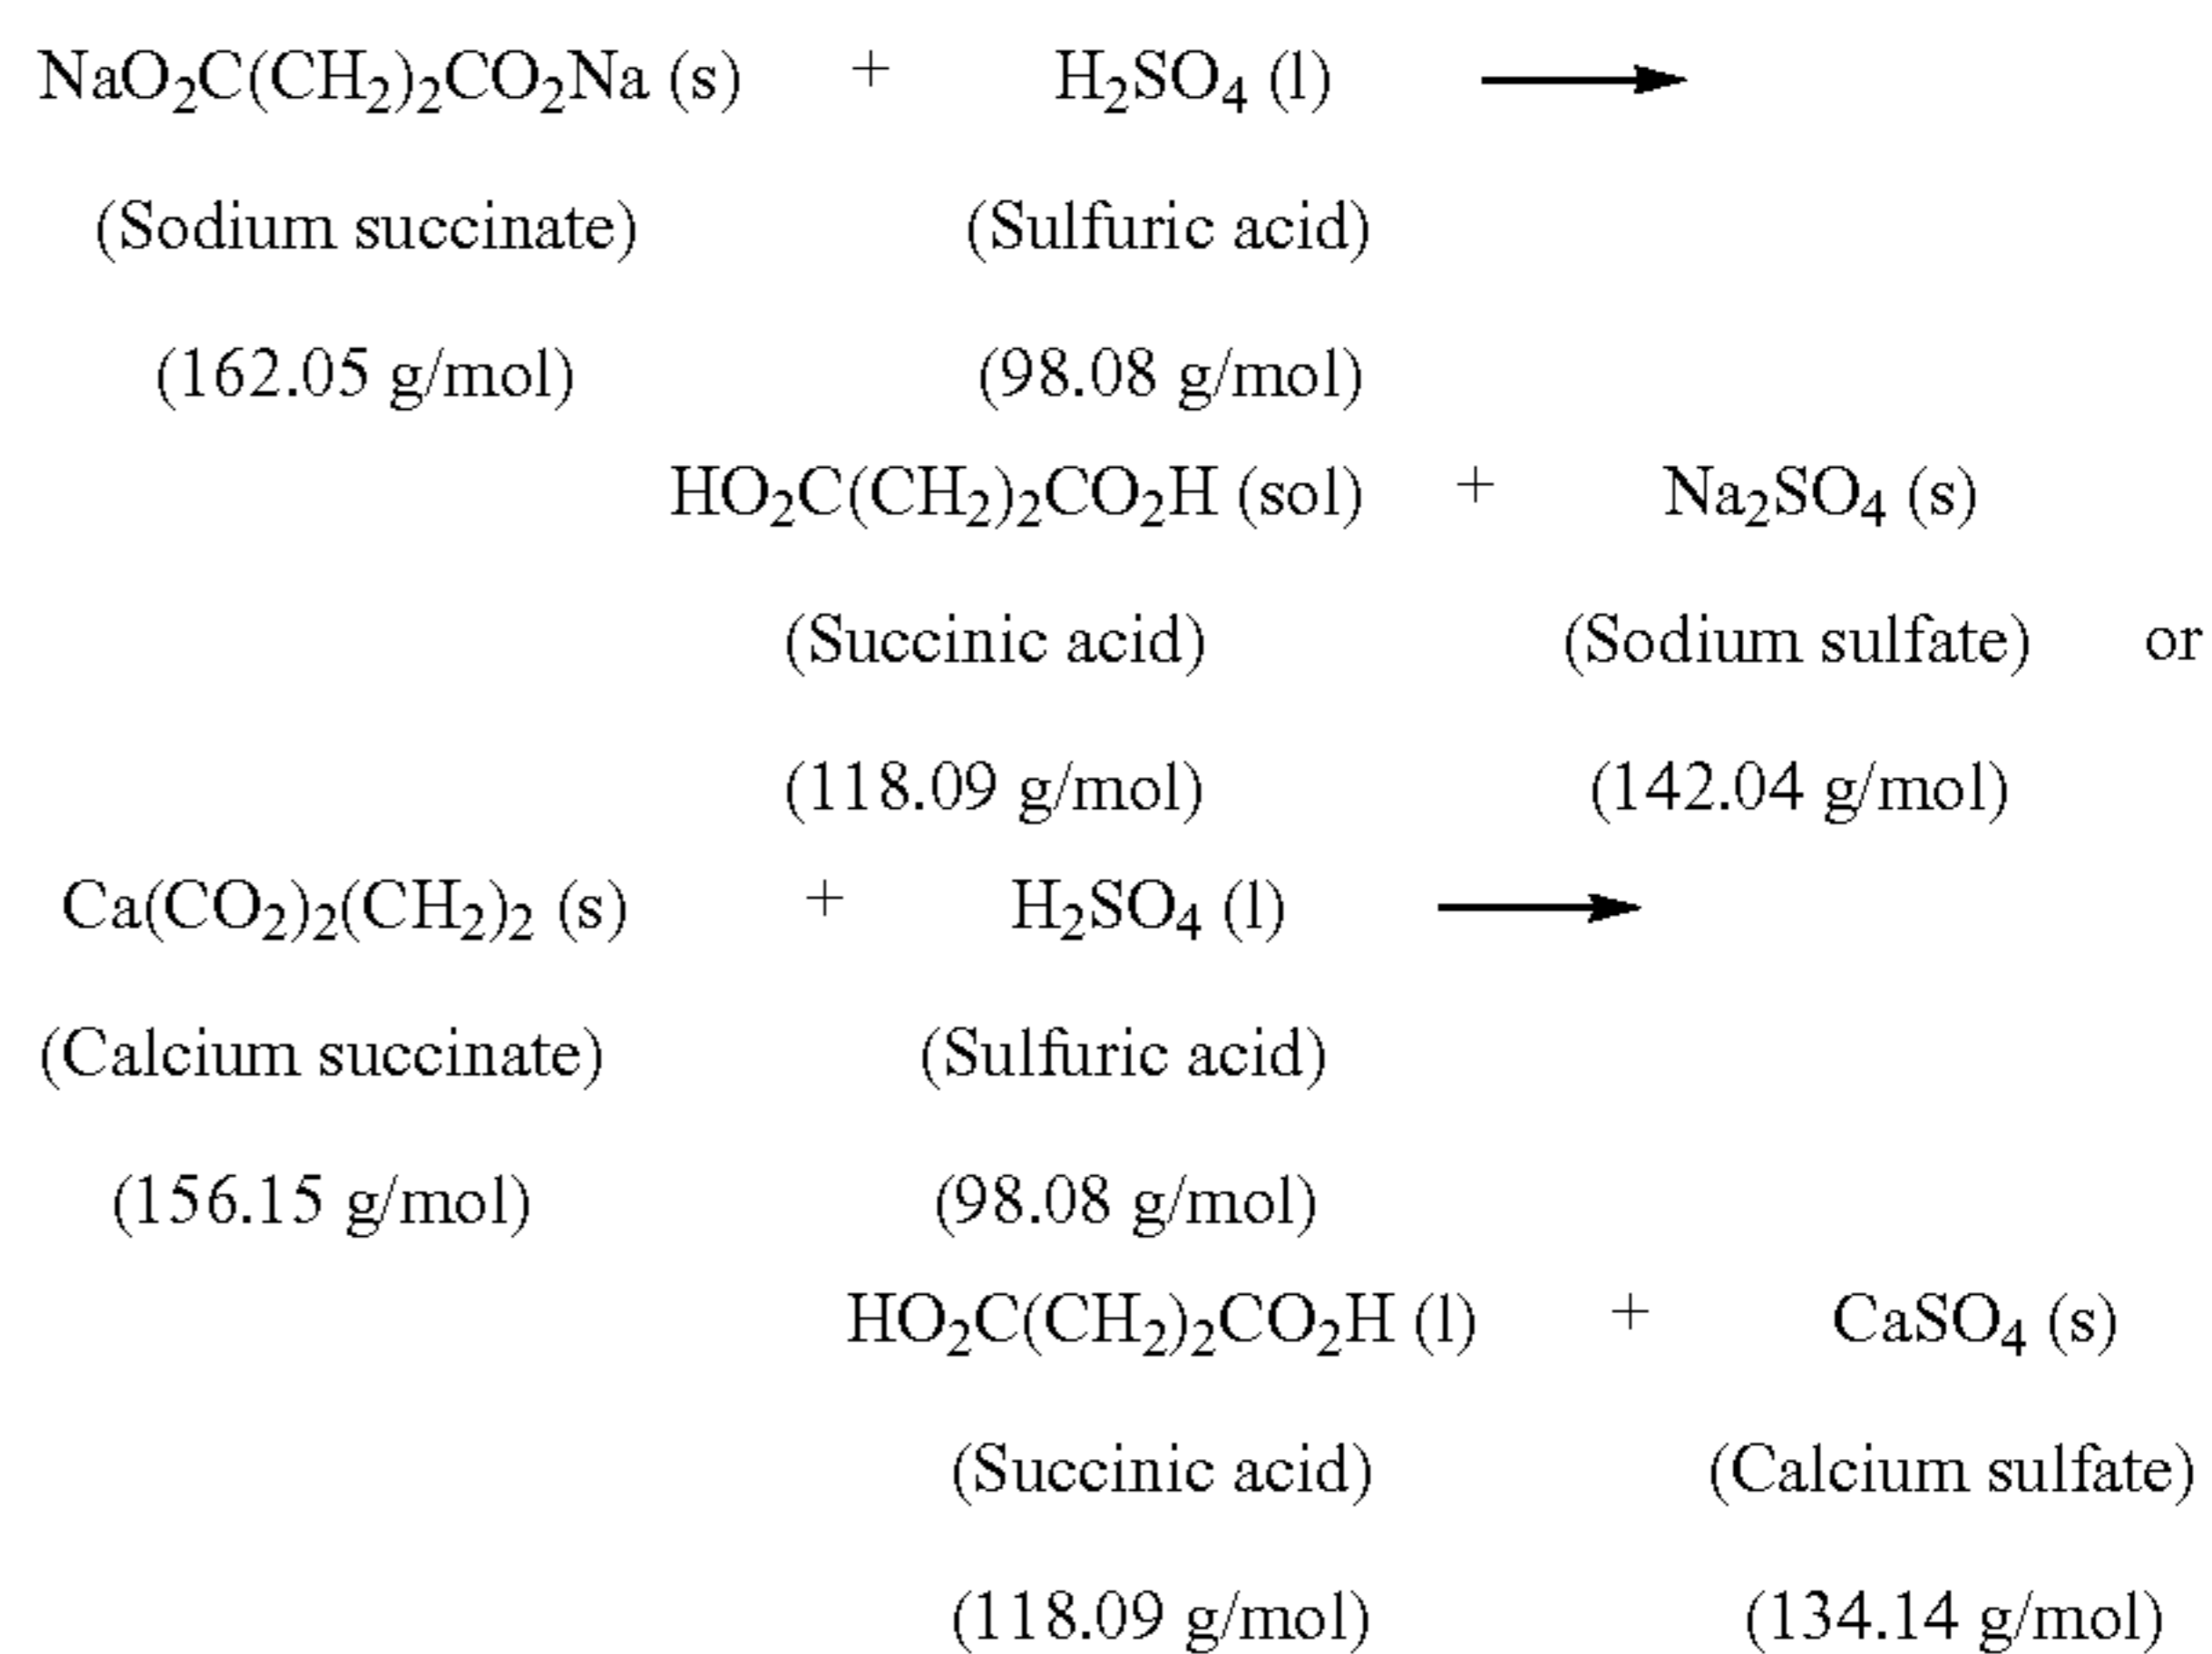 NaO₂C(CH₂)₂CO₂Na (s) + H₂SO₄ (l) ⟶
(Sodium succinate) (Sulfuric acid)
(162.05 g/mol) (98.08 g/mol)
HO₂C(CH₂)₂CO₂H (sol) + Na₂SO₄ (s)
(Succinic acid) (Sodium sulfate) or
(118.09 g/mol) (142.04 g/mol)
Ca(CO₂)₂(CH₂)₂ (s) + H₂SO₄ (l) ⟶
(Calcium succinate) (Sulfuric acid)
(156.15 g/mol) (98.08 g/mol)
HO₂C(CH₂)₂CO₂H (l) + CaSO₄ (s)
(Succinic acid) (Calcium sulfate)
(118.09 g/mol) (134.14 g/mol)